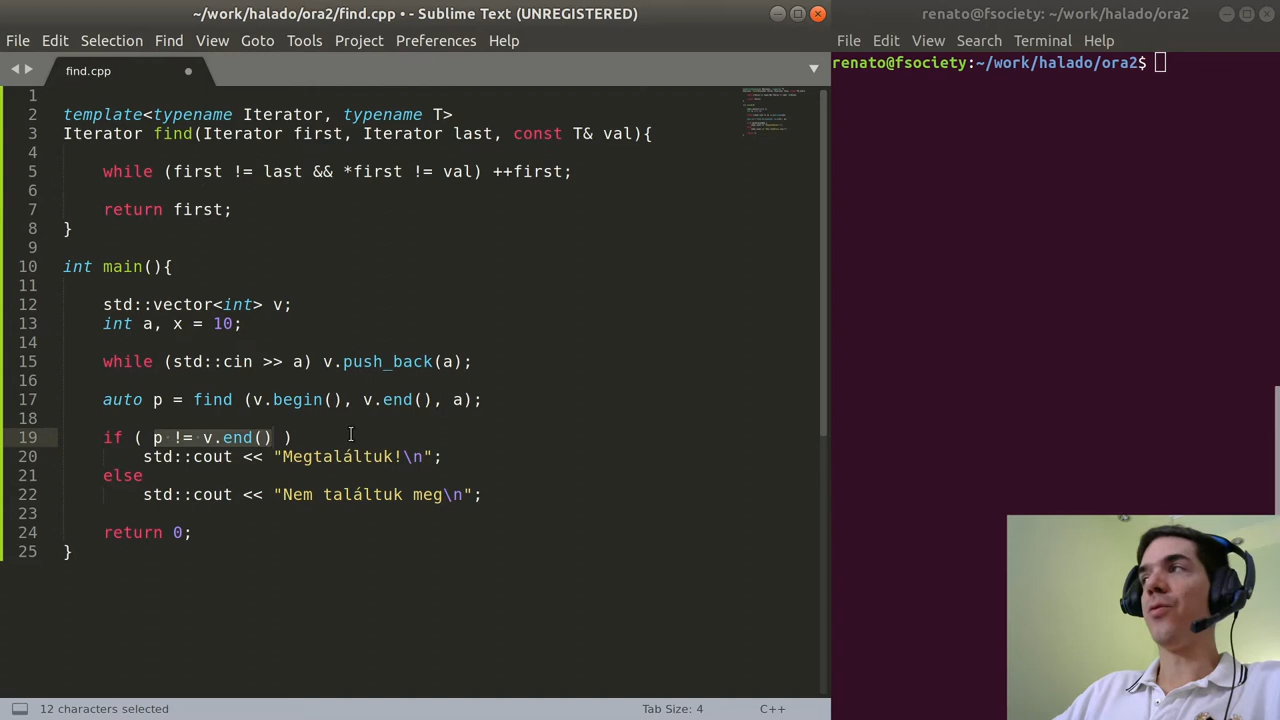 ~/work/halado/ora2/find.cpp • - Sublime Text (UNREGISTERED)
File Edit Selection Find View Goto Tools Project Preferences Help
find.cpp
1
2 template<typename Iterator, typename T>
3 Iterator find(Iterator first, Iterator last, const T& val){
4
5 while (first != last && *first != val) ++first;
6
7 return first;
8 }
9
10 int main(){
11
12 std::vector<int> v;
13 int a, x = 10;
14
15 while (std::cin >> a) v.push_back(a);
16
17 auto p = find (v.begin(), v.end(), a);
18
19 if ( p != v.end() )
20 std::cout << "Megtaláltuk!\n";
21 else
22 std::cout << "Nem találtuk meg\n";
23
24 return 0;
25 }
12 characters selected
Tab Size: 4
C++
renato@fsociety: ~/work/halado/ora2
File Edit View Search Terminal Help
renato@fsociety:~/work/halado/ora2$